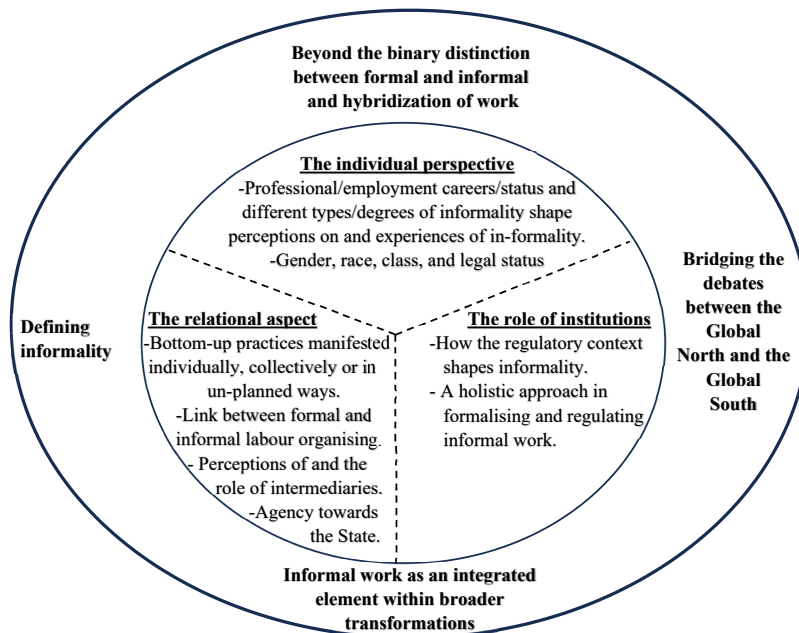 Beyond the binary distinction
between formal and informal
and hybridization of work
The individual perspective
-Professional/employment careers/status and
different types/degrees of informality shape
perceptions on and experiences of in-formality.
-Gender, race, class, and legal status
Defining
informality
The relational aspect
-Bottom-up practices manifested
individually, collectively or in
un-planned ways.
-Link between formal and
informal labour organising.
- Perceptions of and the
role of intermediaries.
-Agency towards
the State.
The role of institutions
-How the regulatory context
shapes informality.
- A holistic approach in
formalising and regulating
informal work.
Bridging the
debates
between the
Global
North and the
Global
South
Informal work as an integrated
element within broader
transformations